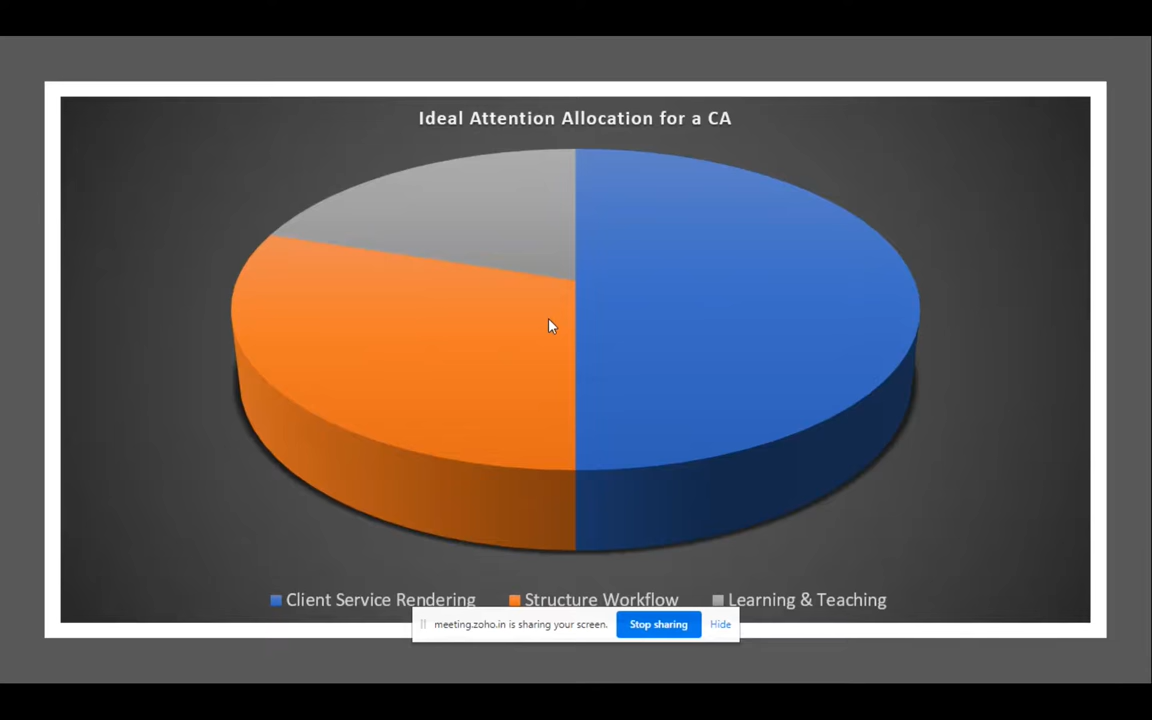 Ideal Attention Allocation for a CA
Client Service Rendering Structure Workflow Learning & Teaching
meeting.zoho.in is sharing your screen. Stop sharing Hide